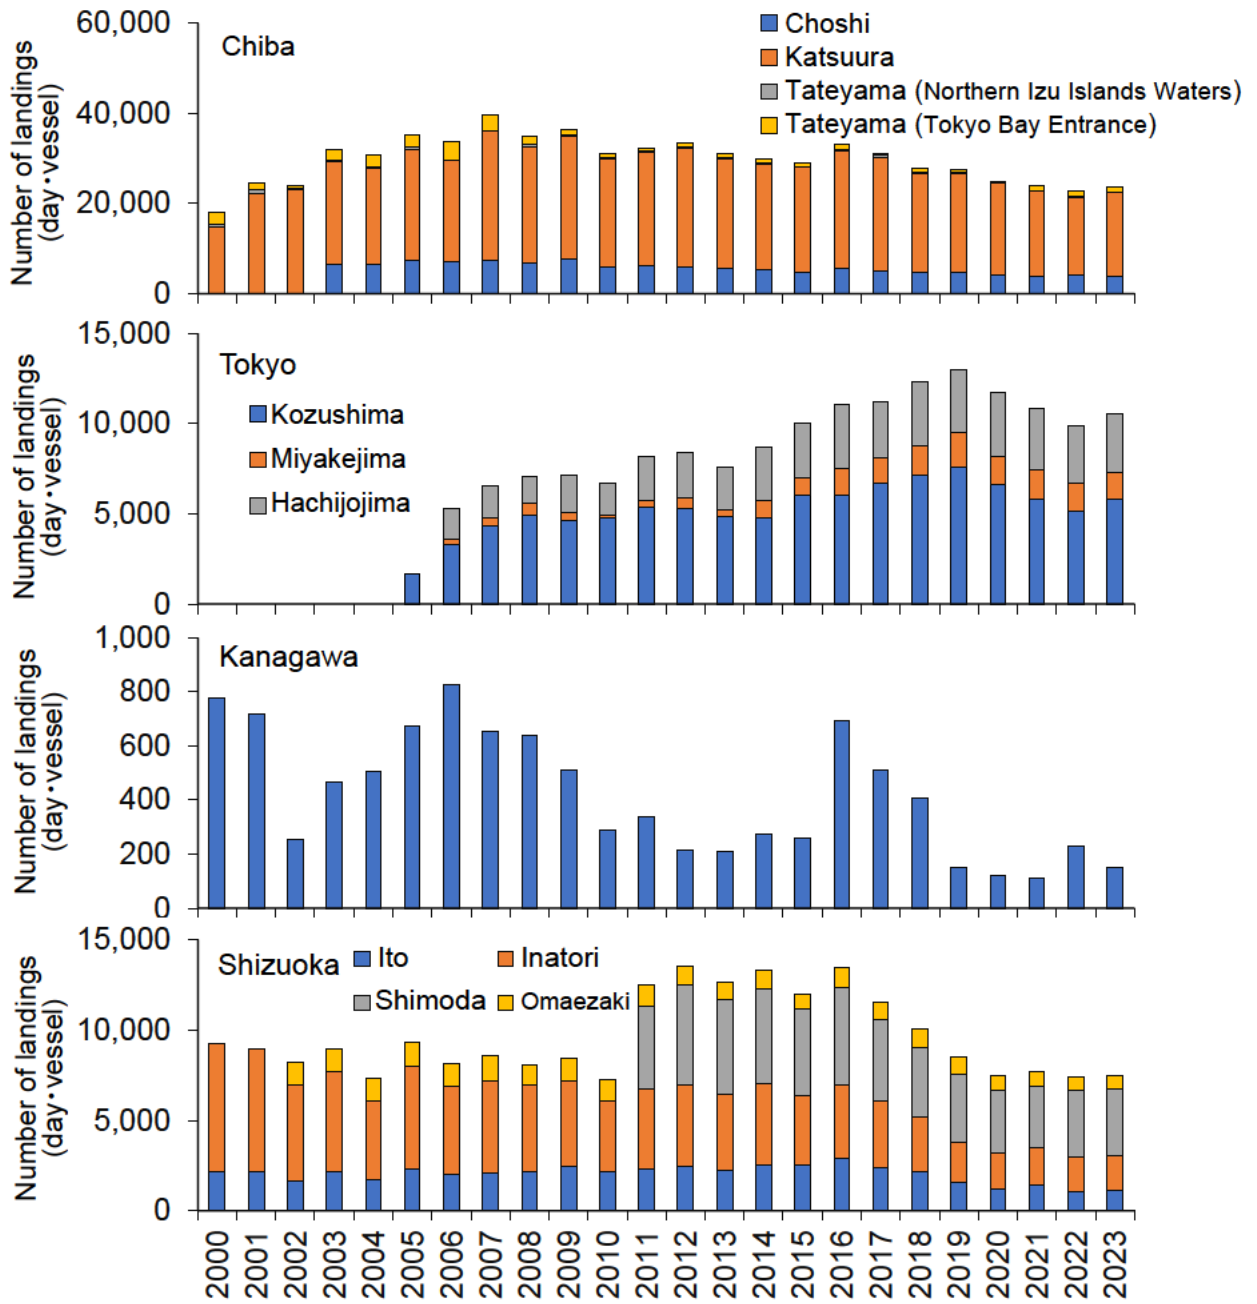 60,000
40,000
20,000
0
Number of landings
(day・vessel)
Chiba
Choshi
Katsuura
Tateyama (Northern Izu Islands Waters)
Tateyama (Tokyo Bay Entrance)
15,000
10,000
5,000
0
Number of landings
(day・vessel)
Tokyo
Kozushima
Miyakejima
Hachijojima
1,000
800
600
400
200
0
Number of landings
(day・vessel)
Kanagawa
15,000
10,000
5,000
0
Number of landings
(day・vessel)
Shizuoka
Ito
Inatori
Shimoda
Omaezaki
2000
2001
2002
2003
2004
2005
2006
2007
2008
2009
2010
2011
2012
2013
2014
2015
2016
2017
2018
2019
2020
2021
2022
2023